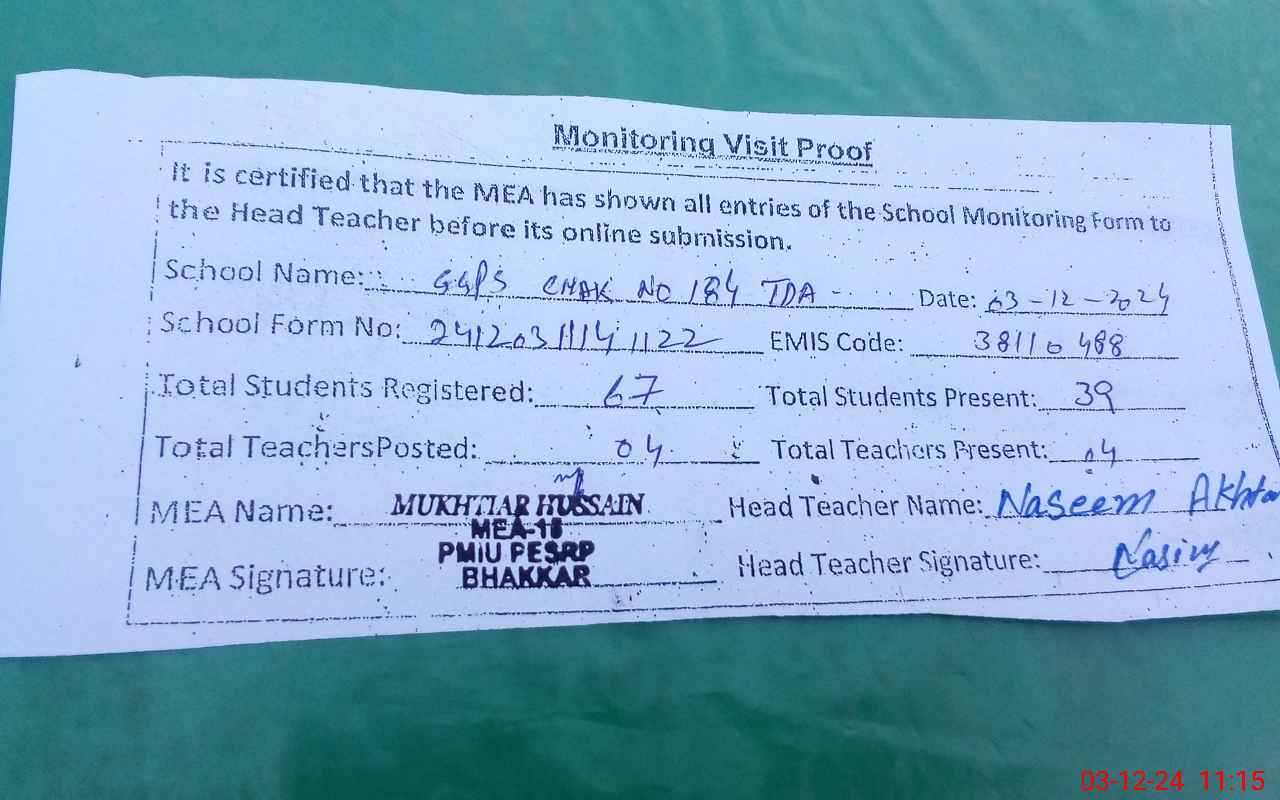 Monitoring Visit Proof
It is certified that the MEA has shown all entries of the School Monitoring Form to
the Head Teacher before its online submission.
School Name: GGPS CHAK NO 184 TDA Date: 03-12-2024
School Form No: 24120311141122 EMIS Code: 38110488
Total Students Registered: 67 Total Students Present: 39
Total TeachersPosted: 04 Total Teachers Present: 04
MEA Name: MUKHTIAR HUSSAIN Head Teacher Name: Naseem Akhtar
MEA-18
PMIU PESRP
MEA Signature: BHAKKAR Head Teacher Signature: Nasim
03-12-24 11:15